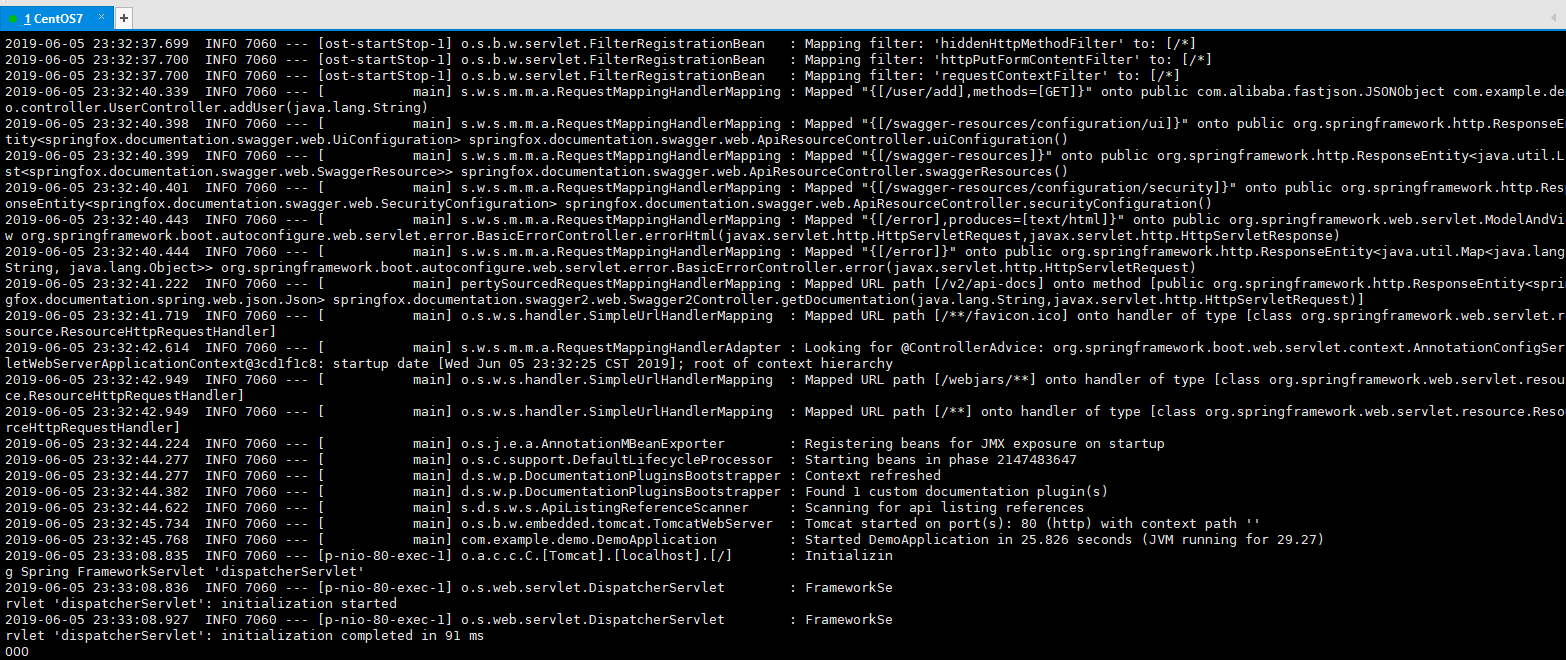 1 CentOS7 × +
2019-06-05 23:32:37.699  INFO 7060 --- [ost-startStop-1] o.s.b.w.servlet.FilterRegistrationBean   : Mapping filter: 'hiddenHttpMethodFilter' to: [/*]
2019-06-05 23:32:37.700  INFO 7060 --- [ost-startStop-1] o.s.b.w.servlet.FilterRegistrationBean   : Mapping filter: 'httpPutFormContentFilter' to: [/*]
2019-06-05 23:32:37.700  INFO 7060 --- [ost-startStop-1] o.s.b.w.servlet.FilterRegistrationBean   : Mapping filter: 'requestContextFilter' to: [/*]
2019-06-05 23:32:40.339  INFO 7060 --- [           main] s.w.s.m.m.a.RequestMappingHandlerMapping : Mapped "{[/user/add],methods=[GET]}" onto public com.alibaba.fastjson.JSONObject com.example.de
o.controller.UserController.addUser(java.lang.String)
2019-06-05 23:32:40.398  INFO 7060 --- [           main] s.w.s.m.m.a.RequestMappingHandlerMapping : Mapped "{[/swagger-resources/configuration/ui]}" onto public org.springframework.http.ResponseE
tity<springfox.documentation.swagger.web.UiConfiguration> springfox.documentation.swagger.web.ApiResourceController.uiConfiguration()
2019-06-05 23:32:40.399  INFO 7060 --- [           main] s.w.s.m.m.a.RequestMappingHandlerMapping : Mapped "{[/swagger-resources]}" onto public org.springframework.http.ResponseEntity<java.util.L
st<springfox.documentation.swagger.web.SwaggerResource>> springfox.documentation.swagger.web.ApiResourceController.swaggerResources()
2019-06-05 23:32:40.401  INFO 7060 --- [           main] s.w.s.m.m.a.RequestMappingHandlerMapping : Mapped "{[/swagger-resources/configuration/security]}" onto public org.springframework.http.Res
onseEntity<springfox.documentation.swagger.web.SecurityConfiguration> springfox.documentation.swagger.web.ApiResourceController.securityConfiguration()
2019-06-05 23:32:40.443  INFO 7060 --- [           main] s.w.s.m.m.a.RequestMappingHandlerMapping : Mapped "{[/error],produces=[text/html]}" onto public org.springframework.web.servlet.ModelAndVi
w org.springframework.boot.autoconfigure.web.servlet.error.BasicErrorController.errorHtml(javax.servlet.http.HttpServletRequest,javax.servlet.http.HttpServletResponse)
2019-06-05 23:32:40.444  INFO 7060 --- [           main] s.w.s.m.m.a.RequestMappingHandlerMapping : Mapped "{[/error]}" onto public org.springframework.http.ResponseEntity<java.util.Map<java.lang
String, java.lang.Object>> org.springframework.boot.autoconfigure.web.servlet.error.BasicErrorController.error(javax.servlet.http.HttpServletRequest)
2019-06-05 23:32:41.222  INFO 7060 --- [           main] pertySourcedRequestMappingHandlerMapping : Mapped URL path [/v2/api-docs] onto method [public org.springframework.http.ResponseEntity<spri
gfox.documentation.spring.web.json.Json> springfox.documentation.swagger2.web.Swagger2Controller.getDocumentation(java.lang.String,javax.servlet.http.HttpServletRequest)]
2019-06-05 23:32:41.719  INFO 7060 --- [           main] o.s.w.s.handler.SimpleUrlHandlerMapping  : Mapped URL path [/**/favicon.ico] onto handler of type [class org.springframework.web.servlet.r
source.ResourceHttpRequestHandler]
2019-06-05 23:32:42.614  INFO 7060 --- [           main] s.w.s.m.m.a.RequestMappingHandlerAdapter : Looking for @ControllerAdvice: org.springframework.boot.web.servlet.context.AnnotationConfigSer
letWebServerApplicationContext@3cd1f1c8: startup date [Wed Jun 05 23:32:25 CST 2019]; root of context hierarchy
2019-06-05 23:32:42.949  INFO 7060 --- [           main] o.s.w.s.handler.SimpleUrlHandlerMapping  : Mapped URL path [/webjars/**] onto handler of type [class org.springframework.web.servlet.resou
ce.ResourceHttpRequestHandler]
2019-06-05 23:32:42.949  INFO 7060 --- [           main] o.s.w.s.handler.SimpleUrlHandlerMapping  : Mapped URL path [/**] onto handler of type [class org.springframework.web.servlet.resource.Reso
rceHttpRequestHandler]
2019-06-05 23:32:44.224  INFO 7060 --- [           main] o.s.j.e.a.AnnotationMBeanExporter        : Registering beans for JMX exposure on startup
2019-06-05 23:32:44.277  INFO 7060 --- [           main] o.s.c.support.DefaultLifecycleProcessor  : Starting beans in phase 2147483647
2019-06-05 23:32:44.277  INFO 7060 --- [           main] d.s.w.p.DocumentationPluginsBootstrapper : Context refreshed
2019-06-05 23:32:44.382  INFO 7060 --- [           main] d.s.w.p.DocumentationPluginsBootstrapper : Found 1 custom documentation plugin(s)
2019-06-05 23:32:44.622  INFO 7060 --- [           main] s.d.s.w.s.ApiListingReferenceScanner     : Scanning for api listing references
2019-06-05 23:32:45.734  INFO 7060 --- [           main] o.s.b.w.embedded.tomcat.TomcatWebServer  : Tomcat started on port(s): 80 (http) with context path ''
2019-06-05 23:32:45.768  INFO 7060 --- [           main] com.example.demo.DemoApplication         : Started DemoApplication in 25.826 seconds (JVM running for 29.27)
2019-06-05 23:33:08.835  INFO 7060 --- [p-nio-80-exec-1] o.a.c.c.C.[Tomcat].[localhost].[/]       : Initializin
g Spring FrameworkServlet 'dispatcherServlet'
2019-06-05 23:33:08.836  INFO 7060 --- [p-nio-80-exec-1] o.s.web.servlet.DispatcherServlet        : FrameworkSe
rvlet 'dispatcherServlet': initialization started
2019-06-05 23:33:08.927  INFO 7060 --- [p-nio-80-exec-1] o.s.web.servlet.DispatcherServlet        : FrameworkSe
rvlet 'dispatcherServlet': initialization completed in 91 ms
OOO